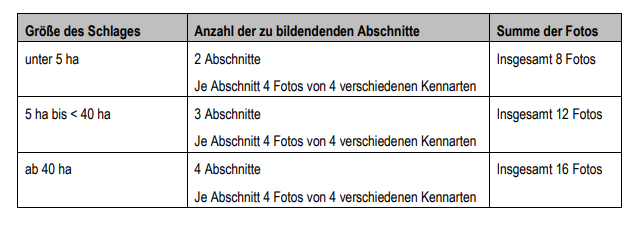 Größe des Schlages Anzahl der zu bildendenden Abschnitte Summe der Fotos
unter 5 ha 2 Abschnitte Insgesamt 8 Fotos
Je Abschnitt 4 Fotos von 4 verschiedenen Kennarten
5 ha bis < 40 ha 3 Abschnitte Insgesamt 12 Fotos
Je Abschnitt 4 Fotos von 4 verschiedenen Kennarten
ab 40 ha 4 Abschnitte Insgesamt 16 Fotos
Je Abschnitt 4 Fotos von 4 verschiedenen Kennarten